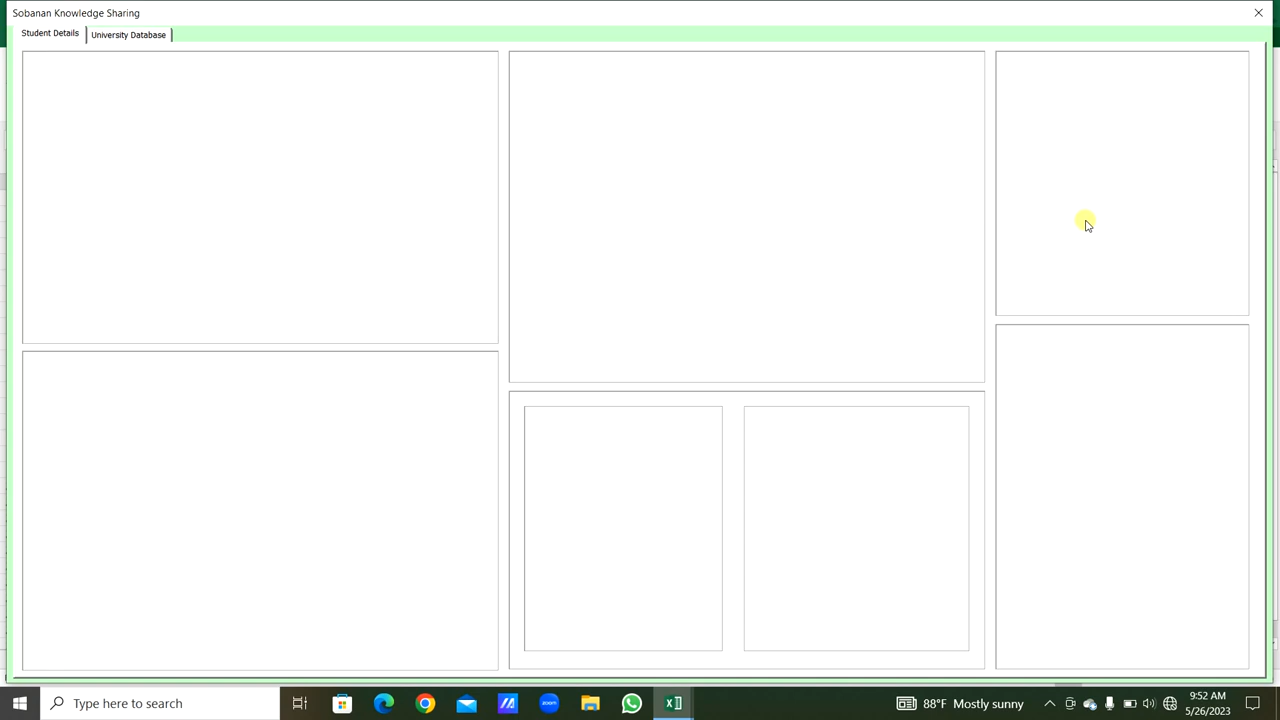 Sobanan Knowledge Sharing
Student Details
University Database
Type here to search
zoom
88°F Mostly sunny
9:52 AM
5/26/2023